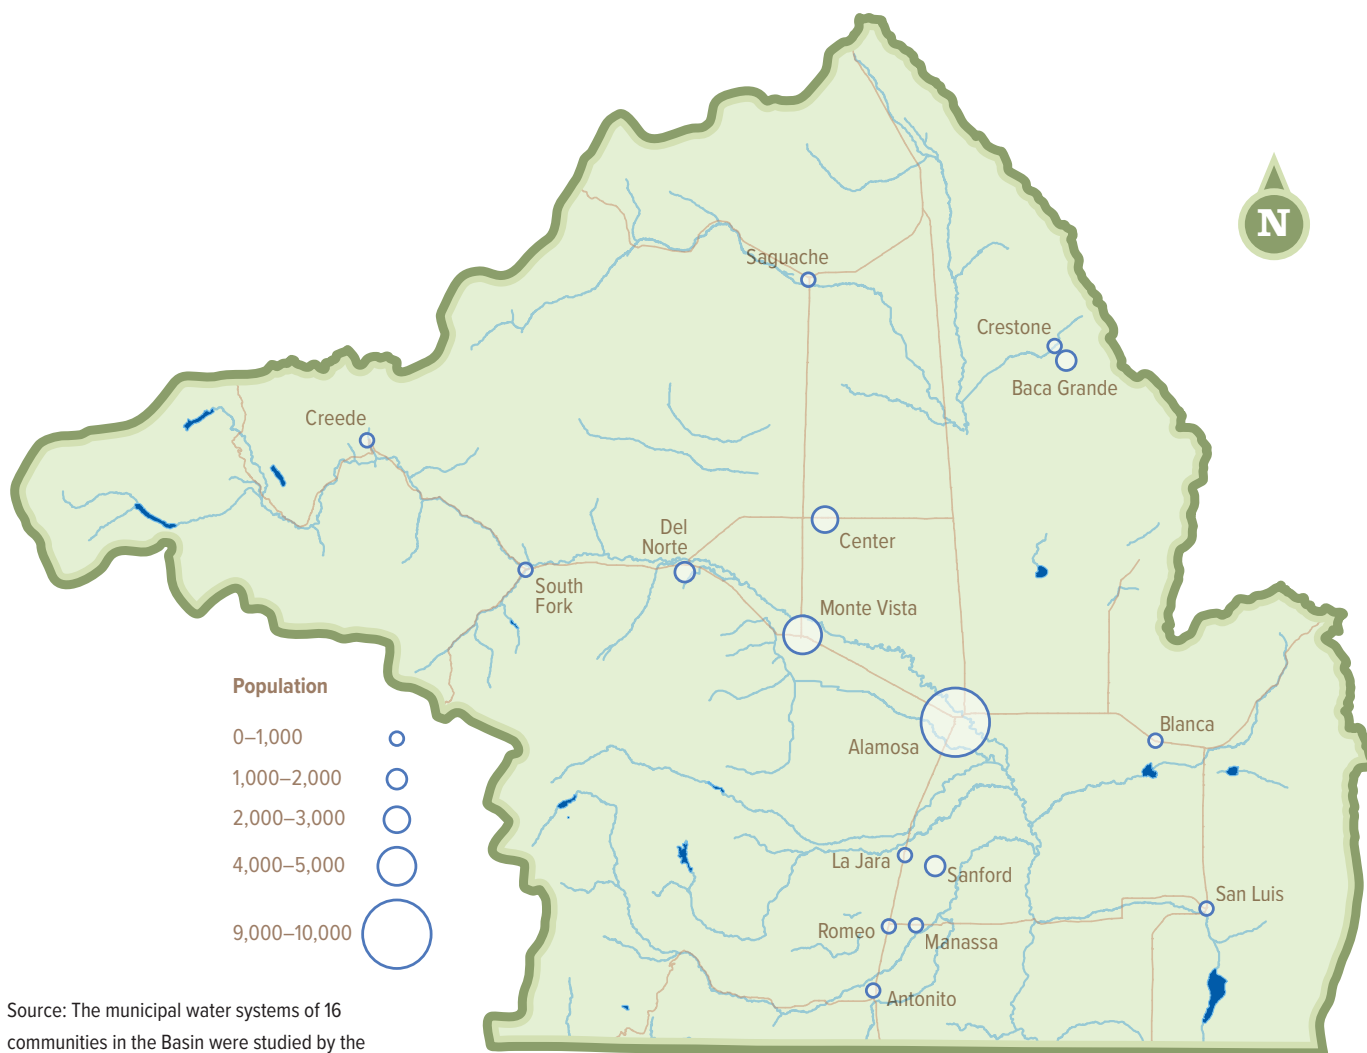 N
Saguache
Crestone
Baca Grande
Creede
Del
Norte
Center
South
Fork
Monte Vista
Population
0–1,000
1,000–2,000
2,000–3,000
4,000–5,000
9,000–10,000
Alamosa
Blanca
La Jara
Sanford
San Luis
Romeo
Manassa
Antonito
Source: The municipal water systems of 16
communities in the Basin were studied by the